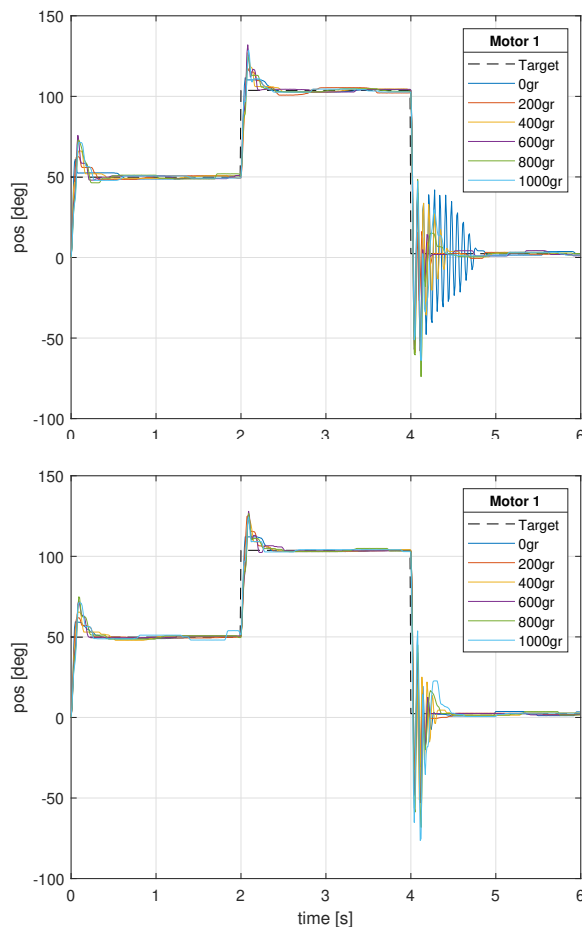 150
100
50
0
-50
-100
pos [deg]
0 1 2 3 4 5 6
Motor 1
Target
0gr
200gr
400gr
600gr
800gr
1000gr
150
100
50
0
-50
-100
pos [deg]
0 1 2 3 4 5 6
time [s]
Motor 1
Target
0gr
200gr
400gr
600gr
800gr
1000gr